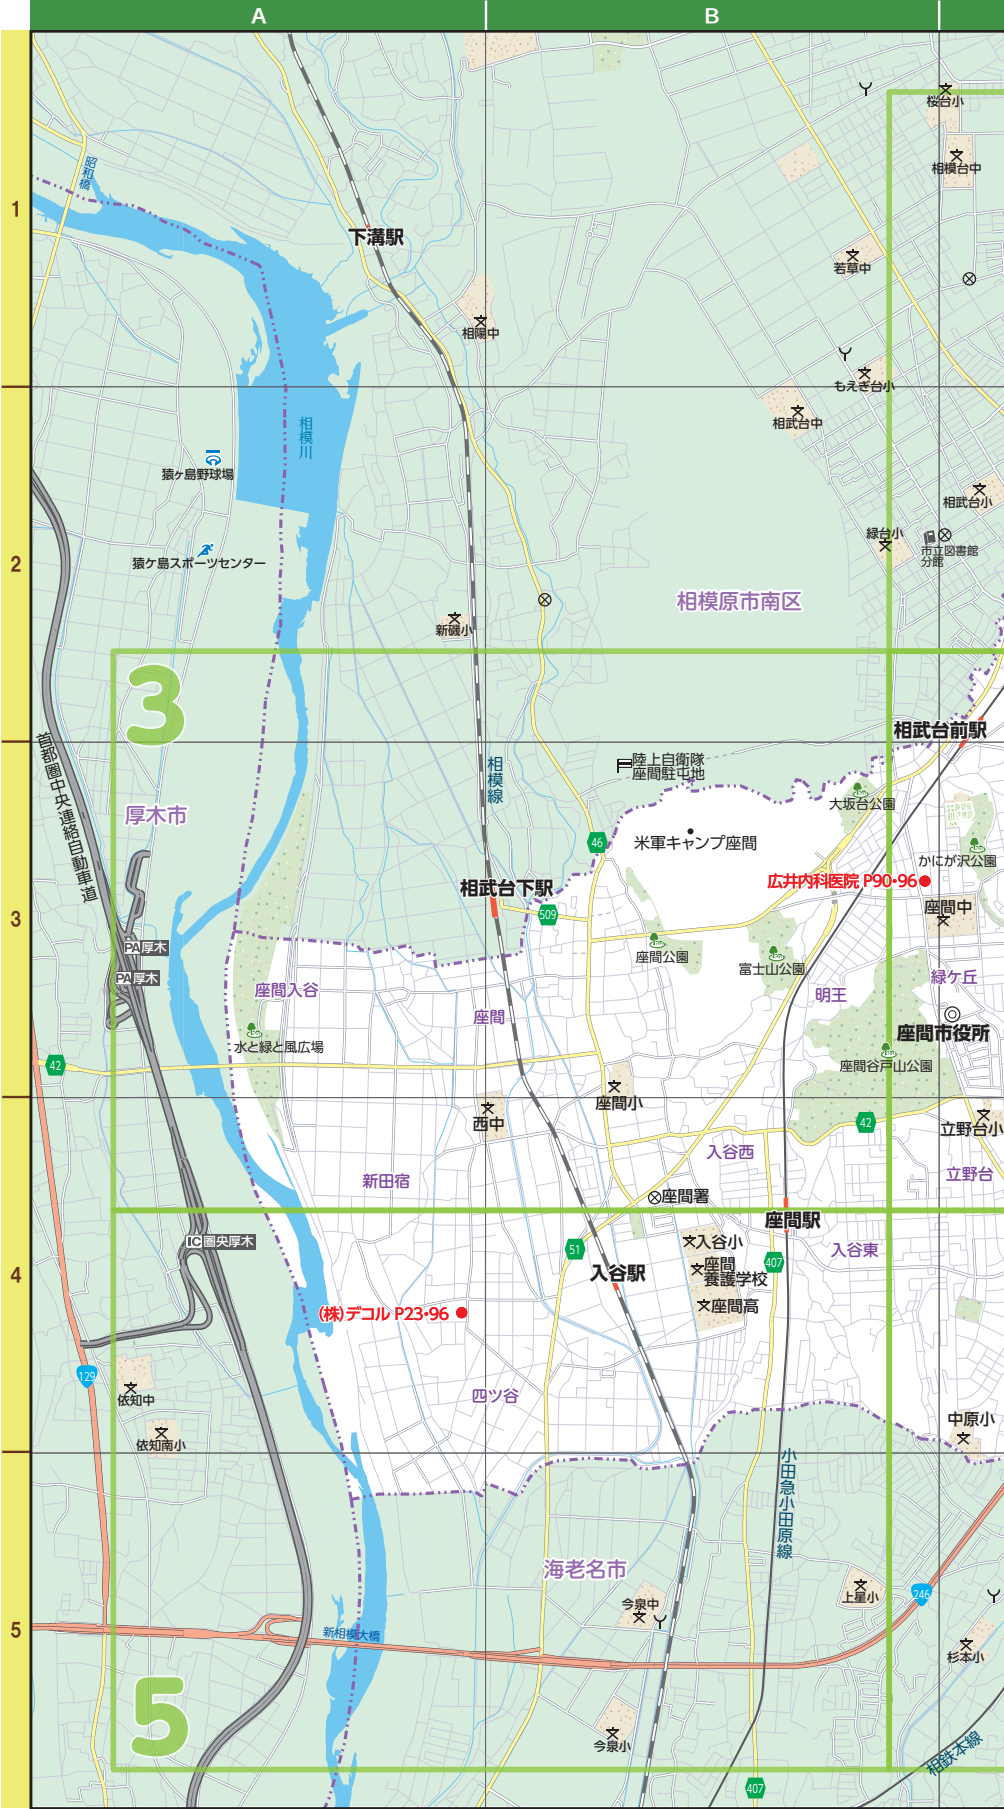 A
B
1
2
3
4
5
昭和橋
下溝駅
桜台小
相模台中
若草中
相陽中
もえぎ台小
相武台中
相模川
猿ヶ島野球場
猿ケ島スポーツセンター
相武台小
緑台小
市立図書館
分館
相模原市南区
新磯小
3
相武台前駅
首都圏中央連絡自動車道
厚木市
相模線
陸上自衛隊
座間駐屯地
大坂台公園
46
米軍キャンプ座間
かにが沢公園
広井内科医院 P90・96
相武台下駅
509
座間中
PA厚木
PA厚木
座間公園
富士山公園
座間入谷
座間
明王
緑ケ丘
水と緑と風広場
座間市役所
42
座間谷戸山公園
座間小
西中
42
立野台小
入谷西
新田宿
立野台
座間署
座間駅
IC圏央厚木
51
入谷小
入谷東
座間
養護学校
407
入谷駅
座間高
(株)デコル P23・96
129
依知中
四ツ谷
依知南小
中原小
小田急小田原線
海老名市
今泉中
上星小
246
新相模大橋
杉本小
5
今泉小
相鉄本線
407